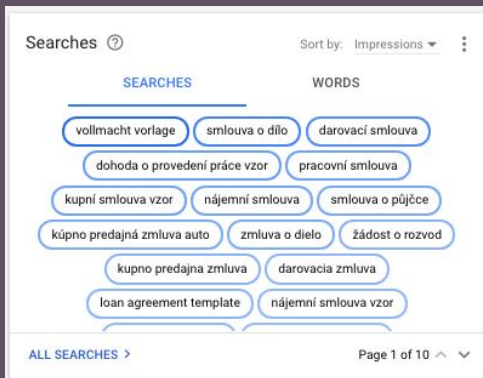 Searches
Sort by: Impressions
SEARCHES WORDS
vollmacht vorlage smlouva o dílo darovací smlouva
dohoda o provedení práce vzor pracovní smlouva
kupní smlouva vzor nájemní smlouva smlouva o půjčce
kúpno predajná zmluva auto zmluva o dielo žádost o rozvod
kupno predajna zmluva darovacia zmluva
loan agreement template nájemní smlouva vzor
ALL SEARCHES Page 1 of 10